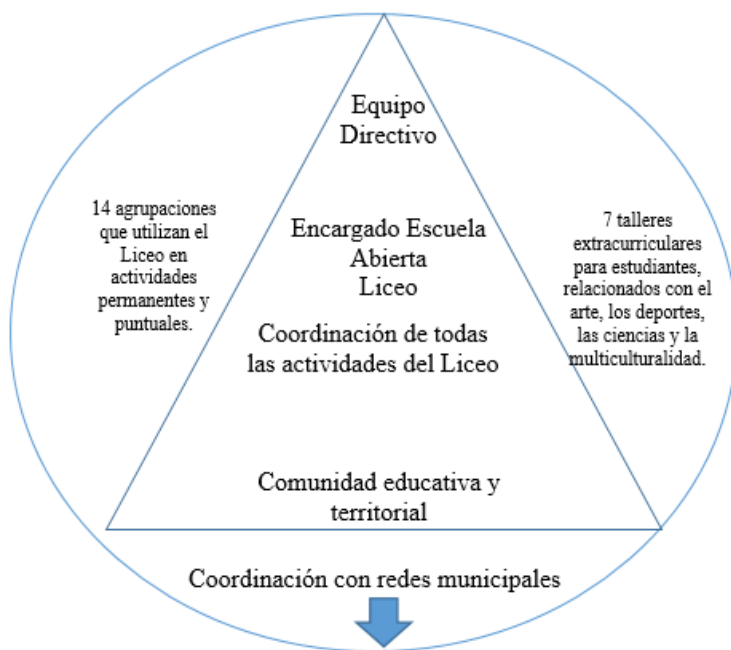 Equipo
Directivo
14 agrupaciones
que utilizan el
Liceo en
actividades
permanentes y
puntuales.
Encargado Escuela
Abierta
Liceo
Coordinación de todas
las actividades del Liceo
7 talleres
extracurriculares
para estudiantes,
relacionados con el
arte, los deportes,
las ciencias y la
multiculturalidad.
Comunidad educativa y
territorial
Coordinación con redes municipales